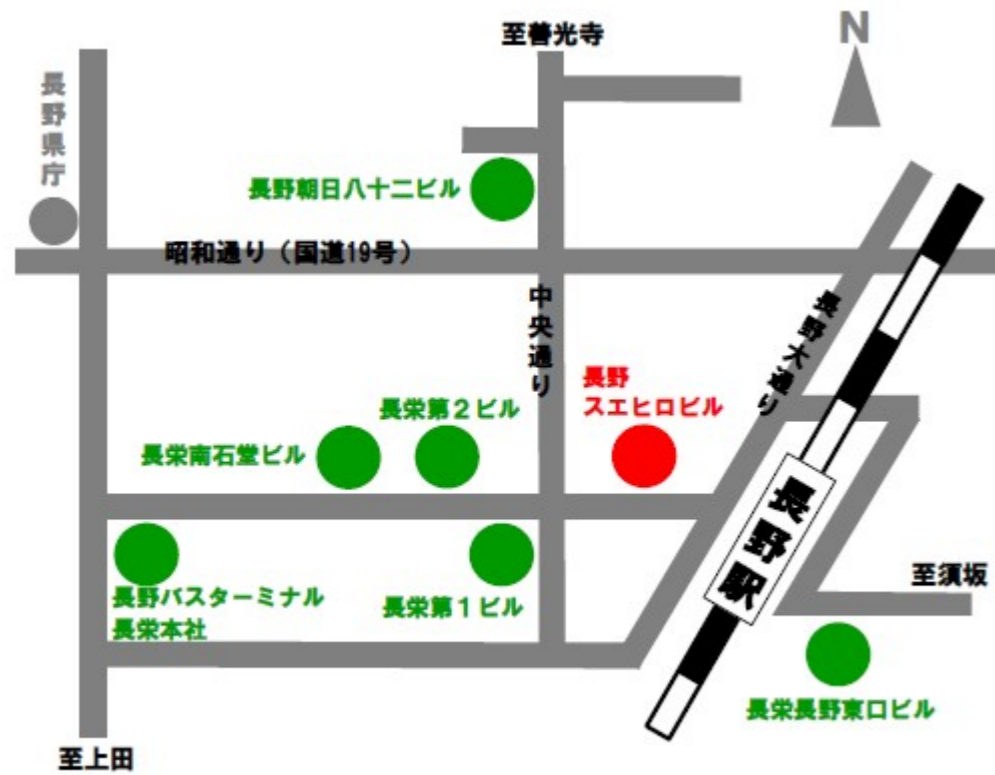 至善光寺
N
長野県庁
長野朝日八十二ビル
昭和通り（国道19号）
中央通り
長野大通り
長野
スエヒロビル
長栄第２ビル
長栄南石堂ビル
長野駅
至須坂
長野バスターミナル
長栄本社
長栄第１ビル
長栄長野東口ビル
至上田